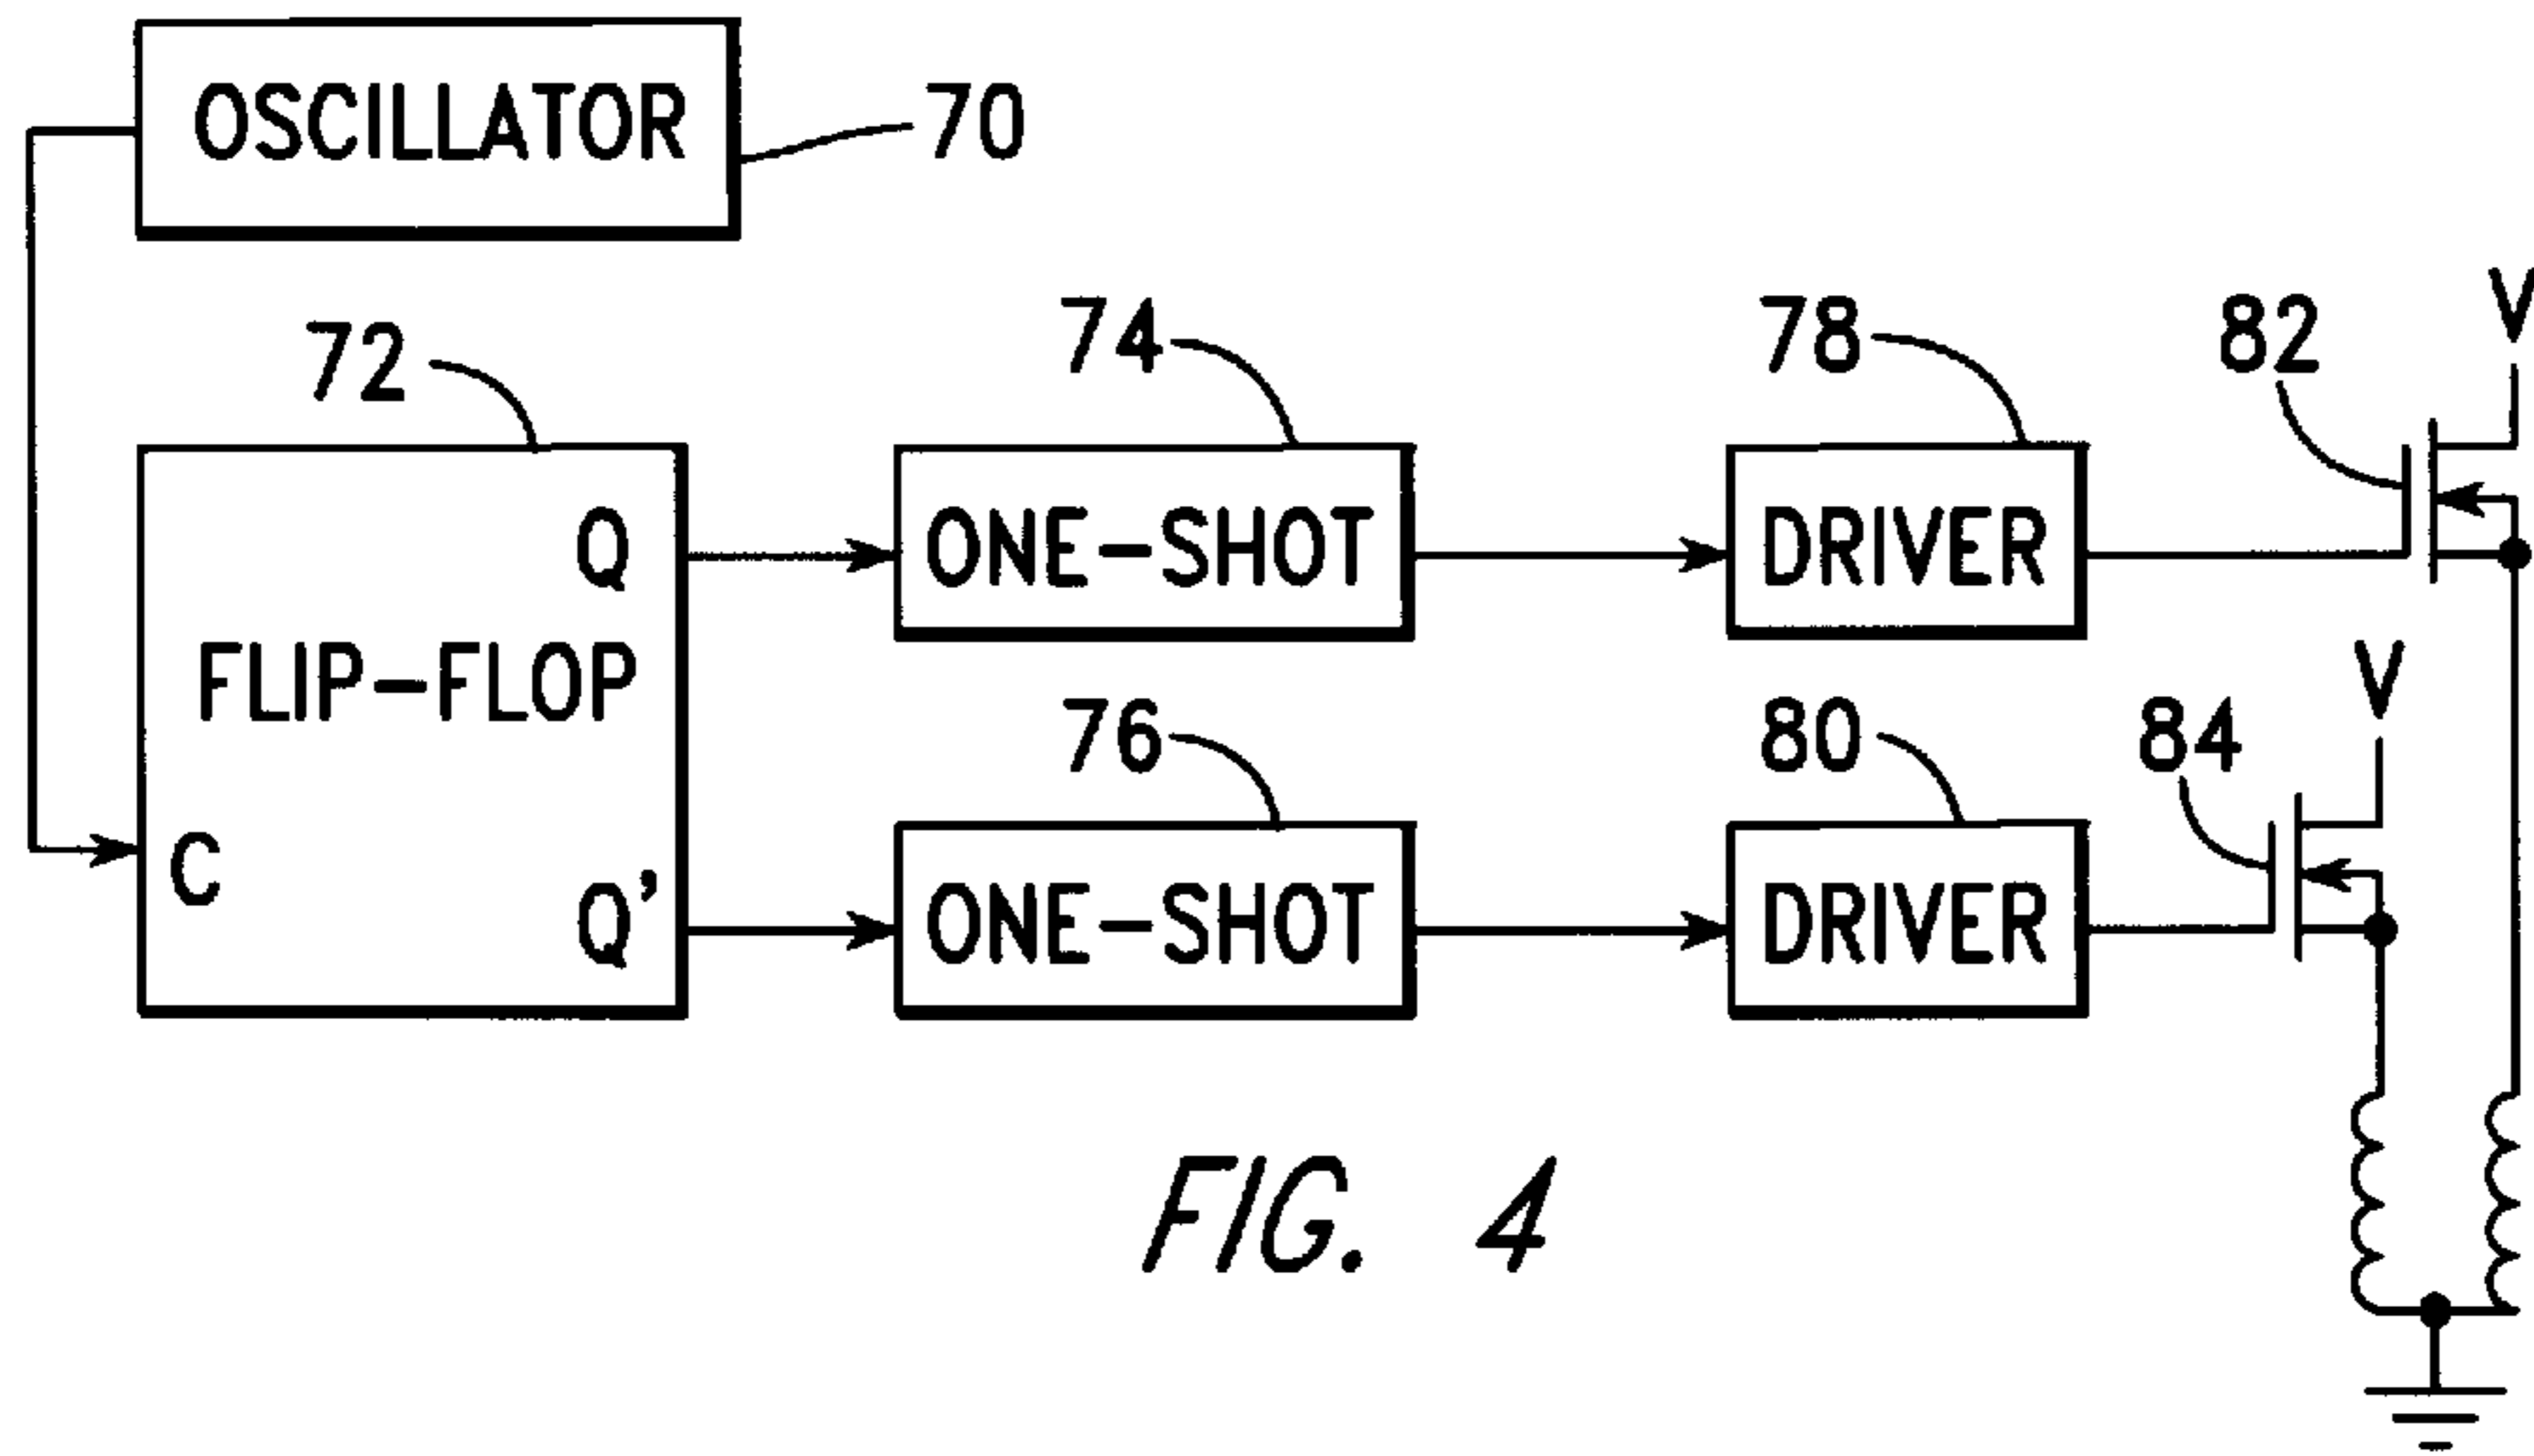 OSCILLATOR
70
72
74
78
82
V
Q
ONE-SHOT
DRIVER
FLIP-FLOP
76
80
84
V
C
Q'
ONE-SHOT
DRIVER
FIG. 4